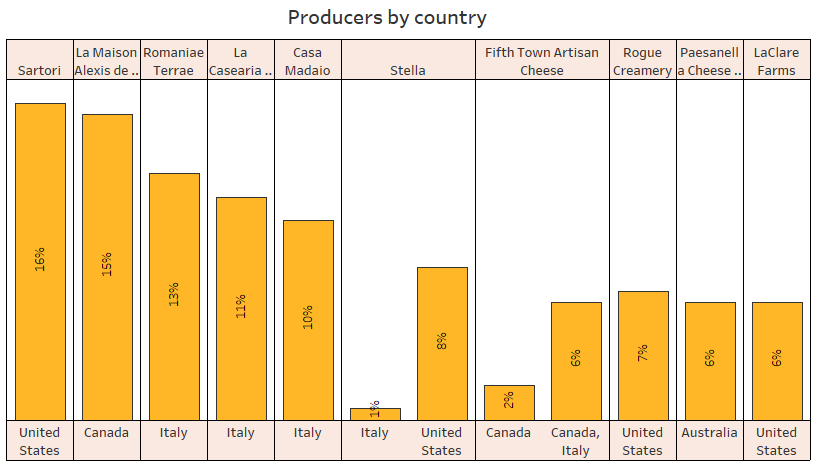 Producers by country
Sartori
La Maison
Alexis de ..
Romaniae
Terrae
La
Casearia ..
Casa
Madaio
Stella
Fifth Town Artisan
Cheese
Rogue
Creamery
Paesanell
a Cheese ..
LaClare
Farms
16%
15%
13%
11%
10%
1%
8%
2%
6%
7%
6%
6%
United
States
Canada
Italy
Italy
Italy
Italy
United
States
Canada
Canada,
Italy
United
States
Australia
United
States